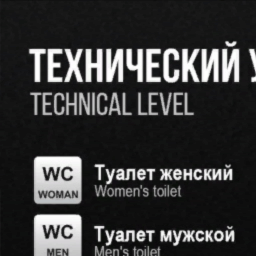 ТЕХНИЧЕСКИЙ
TECHNICAL LEVEL
WC
WOMAN
Туалет женский
Women's toilet
WC
MEN
Туалет мужской
Men's toilet